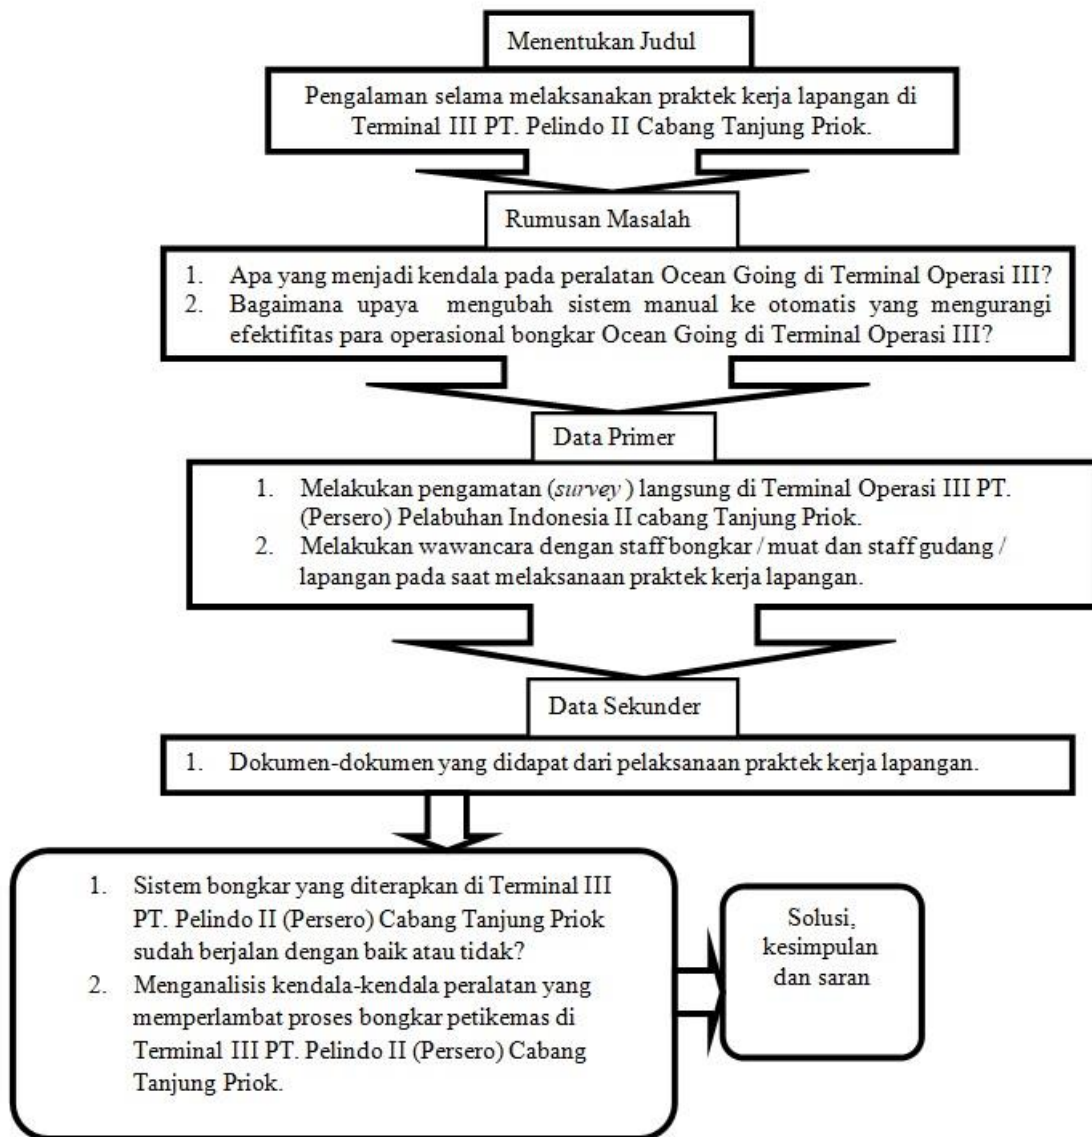 Menentukan Judul
Pengalaman selama melaksanakan praktek kerja lapangan di
Terminal III PT. Pelindo II Cabang Tanjung Priok.
Rumusan Masalah
1. Apa yang menjadi kendala pada peralatan Ocean Going di Terminal Operasi III?
2. Bagaimana upaya mengubah sistem manual ke otomatis yang mengurangi
efektifitas para operasional bongkar Ocean Going di Terminal Operasi III?
Data Primer
1. Melakukan pengamatan (survey ) langsung di Terminal Operasi III PT.
(Persero) Pelabuhan Indonesia II cabang Tanjung Priok.
2. Melakukan wawancara dengan staff bongkar / muat dan staff gudang /
lapangan pada saat melaksanaan praktek kerja lapangan.
Data Sekunder
1. Dokumen-dokumen yang didapat dari pelaksanaan praktek kerja lapangan.
1. Sistem bongkar yang diterapkan di Terminal III
PT. Pelindo II (Persero) Cabang Tanjung Priok
sudah berjalan dengan baik atau tidak?
2. Menganalisis kendala-kendala peralatan yang
memperlambat proses bongkar petikemas di
Terminal III PT. Pelindo II (Persero) Cabang
Tanjung Priok.
Solusi,
kesimpulan
dan saran